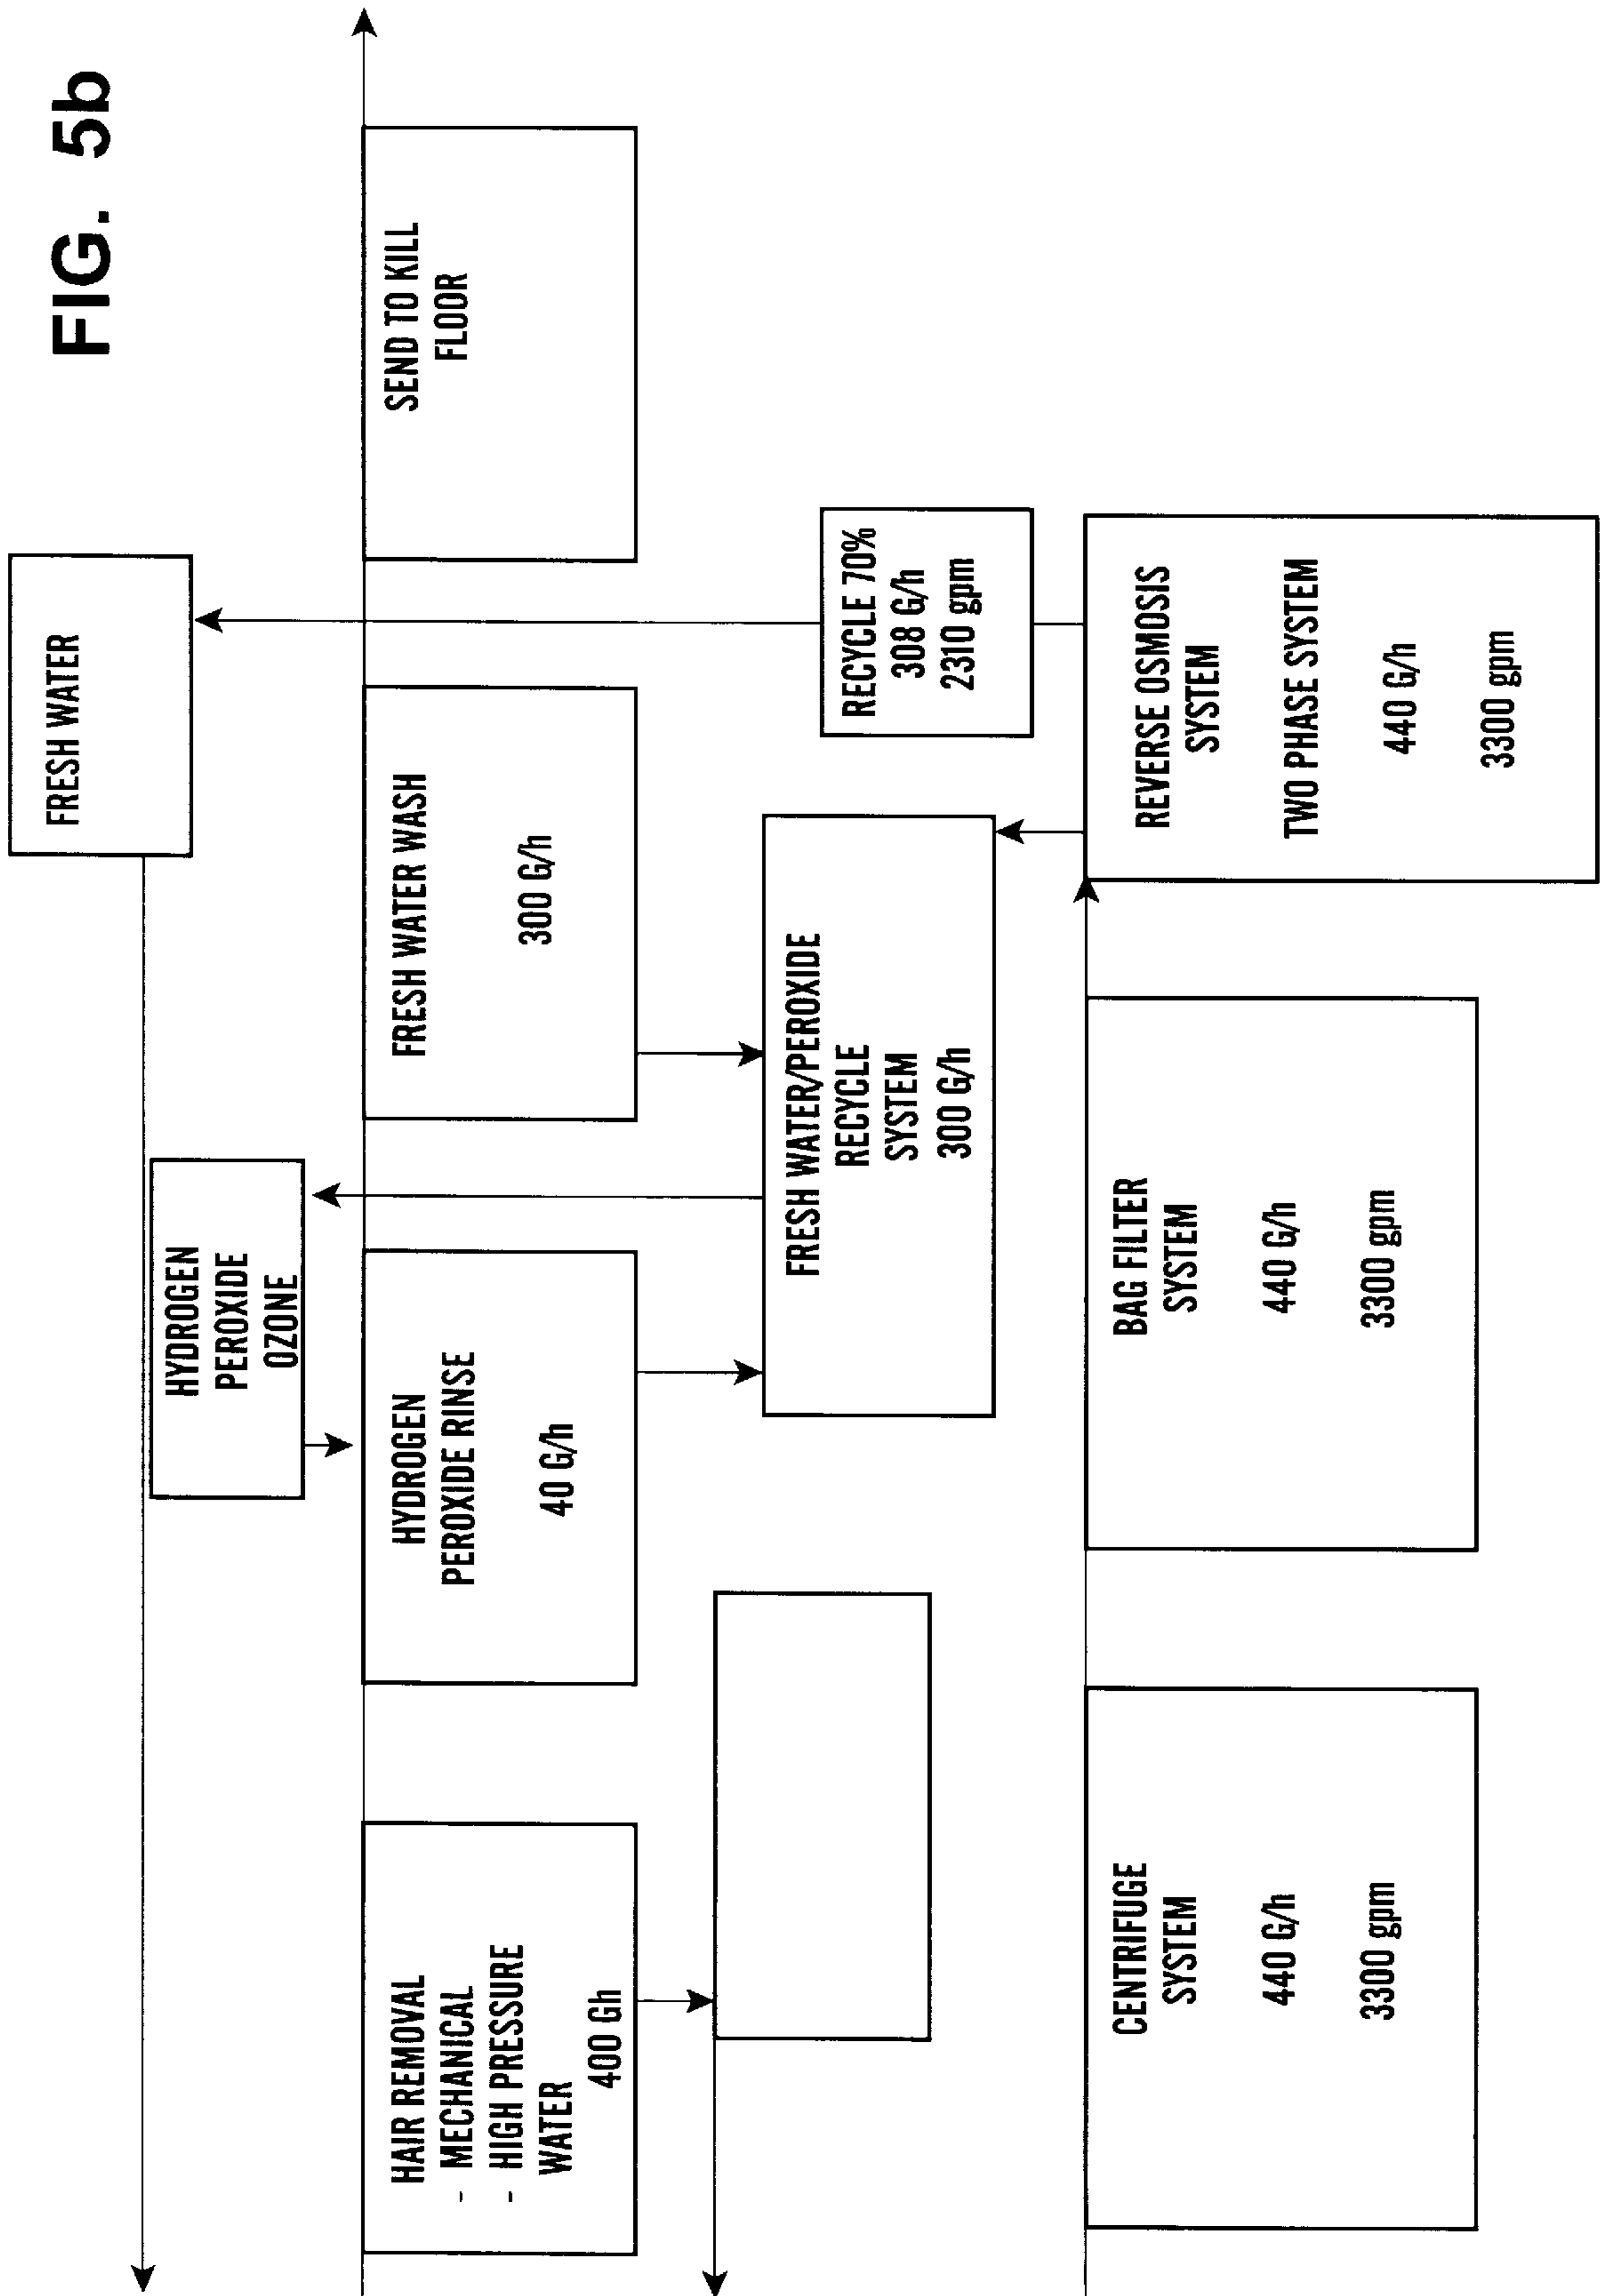 FIG. 5b
FRESH WATER
HYDROGEN
PEROXIDE
OZONE
HAIR REMOVAL
- MECHANICAL
- HIGH PRESSURE
WATER
400 Gh
HYDROGEN
PEROXIDE RINSE
40 G/h
FRESH WATER WASH
300 G/h
SEND TO KILL
FLOOR
FRESH WATER/PEROXIDE
RECYCLE
SYSTEM
300 G/h
RECYCLE 70%
308 G/h
2310 gpm
CENTRIFUGE
SYSTEM
440 G/h
3300 gpm
BAG FILTER
SYSTEM
440 G/h
3300 gpm
REVERSE OSMOSIS
SYSTEM
TWO PHASE SYSTEM
440 G/h
3300 gpm